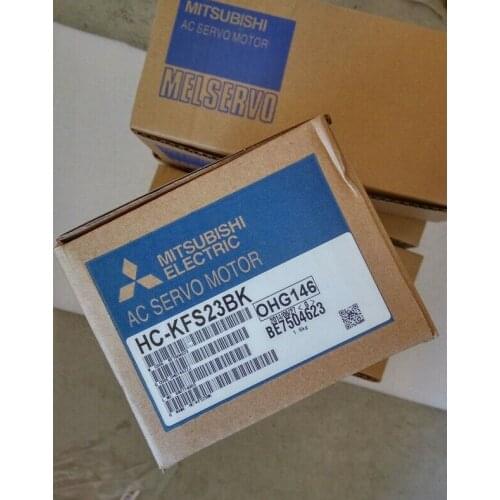 MITSUBISHI
AC SERVO MOTOR
MELSERVO
MITSUBISHI
ELECTRIC
AC SERVO MOTOR
HC-KFS23BK
OHG146
BE7504623